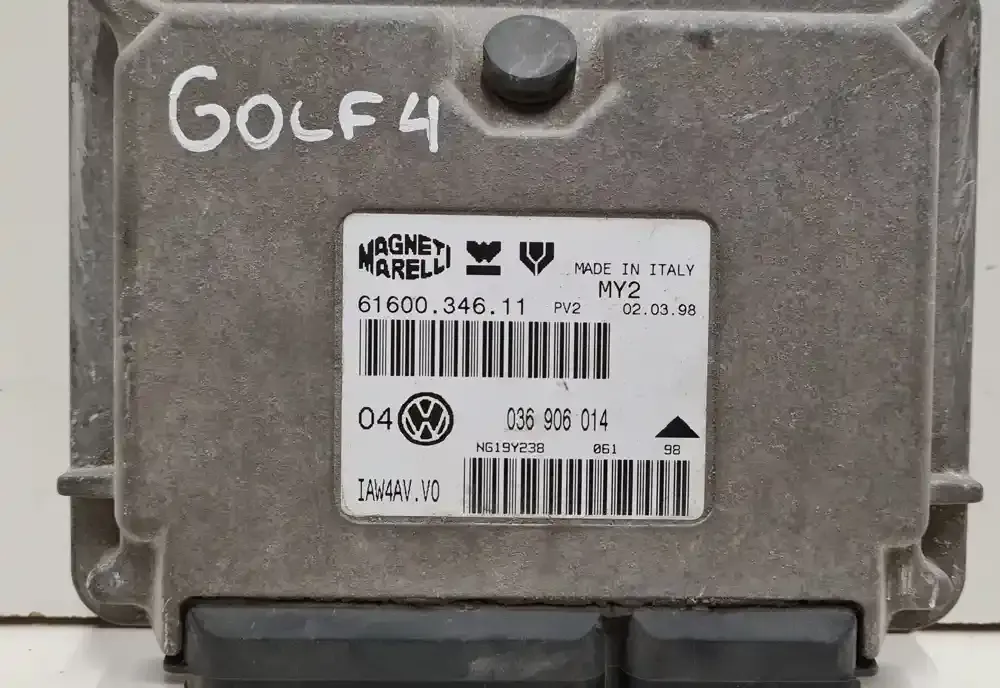 GOLF 4
MAGNETI MARELLI
MADE IN ITALY
MY2
61600.346.11 PV2 02.03.98
04 036 906 014
NG19Y238 061 98
IAW4AV.V0